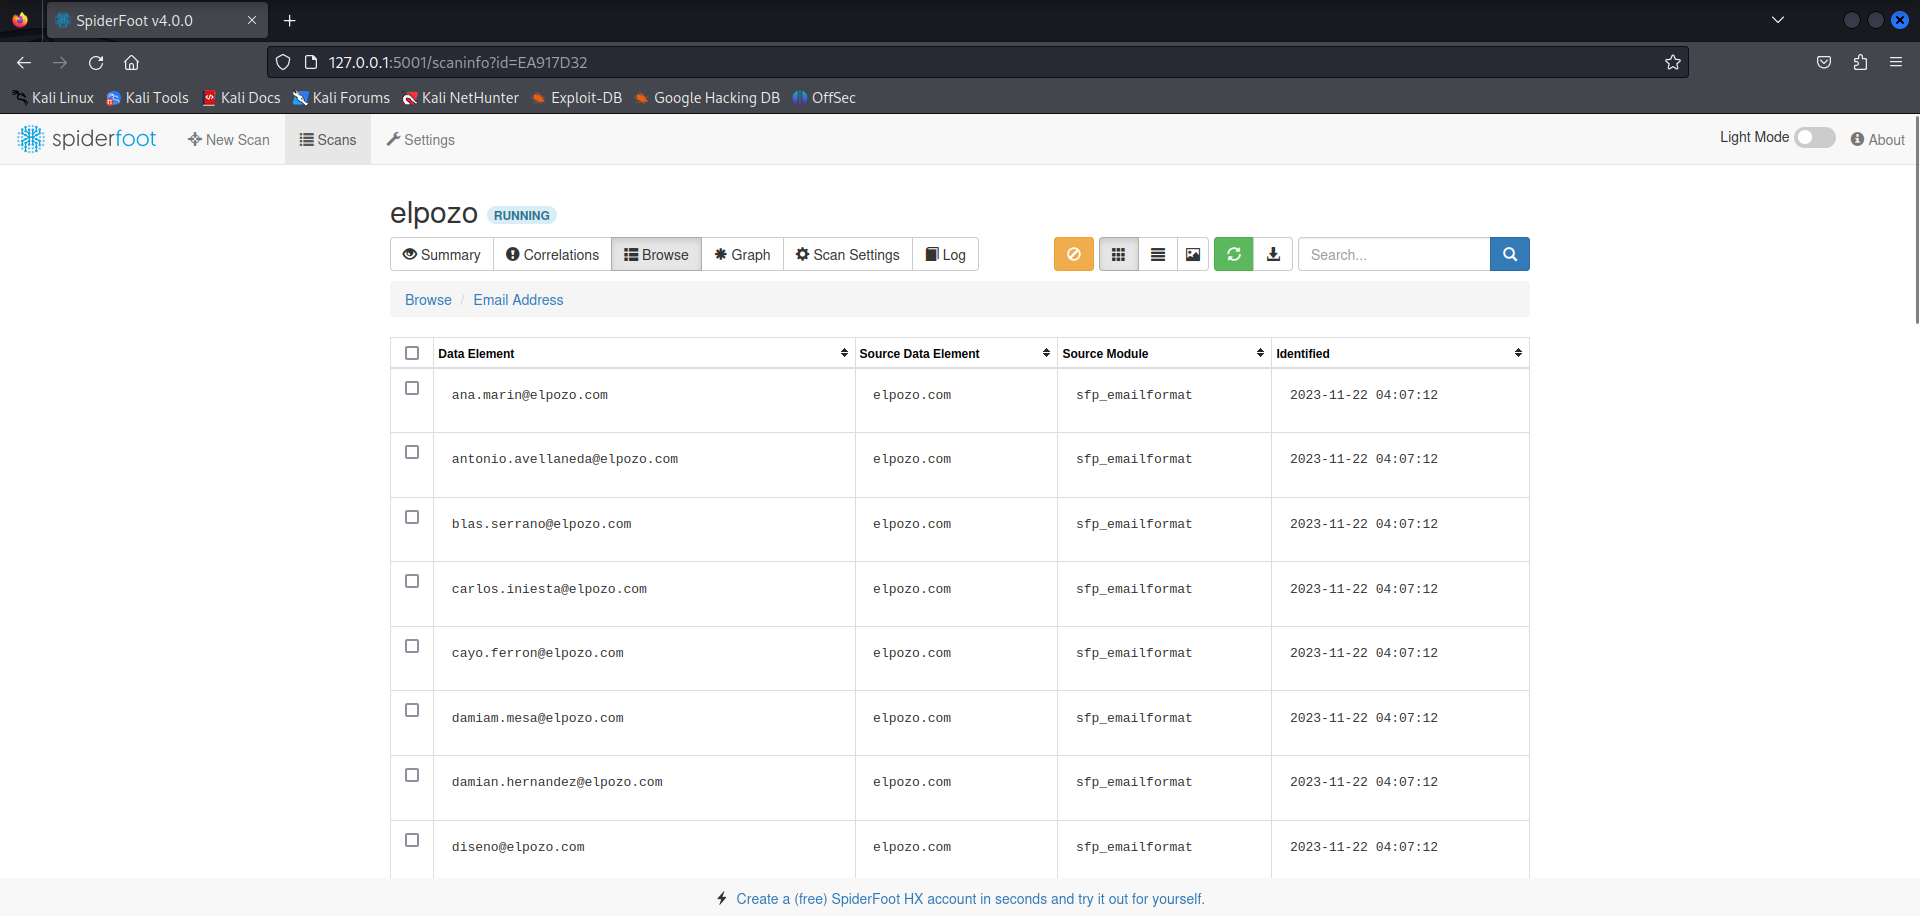 SpiderFoot v4.0.0
127.0.0.1:5001/scaninfo?id=EA917D32
Kali Linux Kali Tools Kali Docs Kali Forums Kali NetHunter Exploit-DB Google Hacking DB OffSec
spiderfoot New Scan Scans Settings Light Mode About
elpozo RUNNING
Summary Correlations Browse Graph Scan Settings Log Search...
Browse / Email Address
Data Element Source Data Element Source Module Identified
ana.marin@elpozo.com elpozo.com sfp_emailformat 2023-11-22 04:07:12
antonio.avellaneda@elpozo.com elpozo.com sfp_emailformat 2023-11-22 04:07:12
blas.serrano@elpozo.com elpozo.com sfp_emailformat 2023-11-22 04:07:12
carlos.iniesta@elpozo.com elpozo.com sfp_emailformat 2023-11-22 04:07:12
cayo.ferron@elpozo.com elpozo.com sfp_emailformat 2023-11-22 04:07:12
damiam.mesa@elpozo.com elpozo.com sfp_emailformat 2023-11-22 04:07:12
damian.hernandez@elpozo.com elpozo.com sfp_emailformat 2023-11-22 04:07:12
diseno@elpozo.com elpozo.com sfp_emailformat 2023-11-22 04:07:12
Create a (free) SpiderFoot HX account in seconds and try it out for yourself.